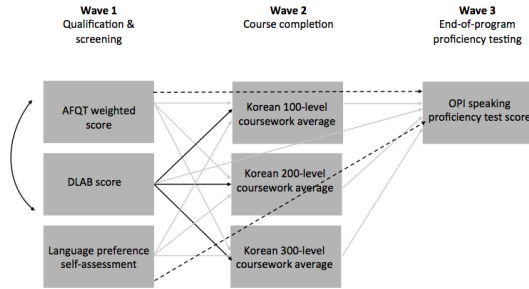 Wave 1
Qualification &
screening
Wave 2
Course completion
Wave 3
End-of-program
proficiency testing
AFQT weighted
score
Korean 100-level
coursework average
OPI speaking
proficiency test score
DLAB score
Korean 200-level
coursework average
Language preference
self-assessment
Korean 300-level
coursework average